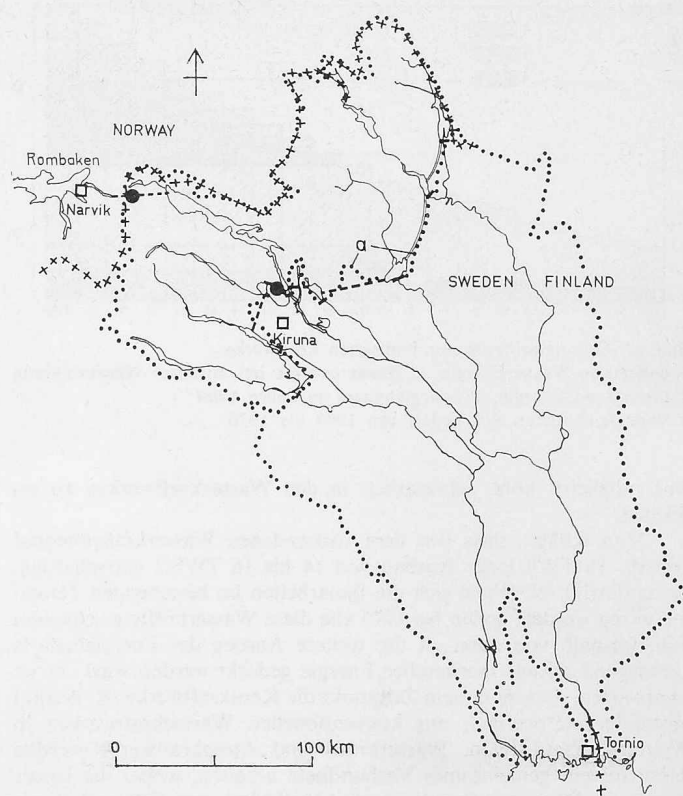 NORWAY
Rombaken
Narvik
a
SWEDEN
FINLAND
Kiruna
0 100 km
Tornio